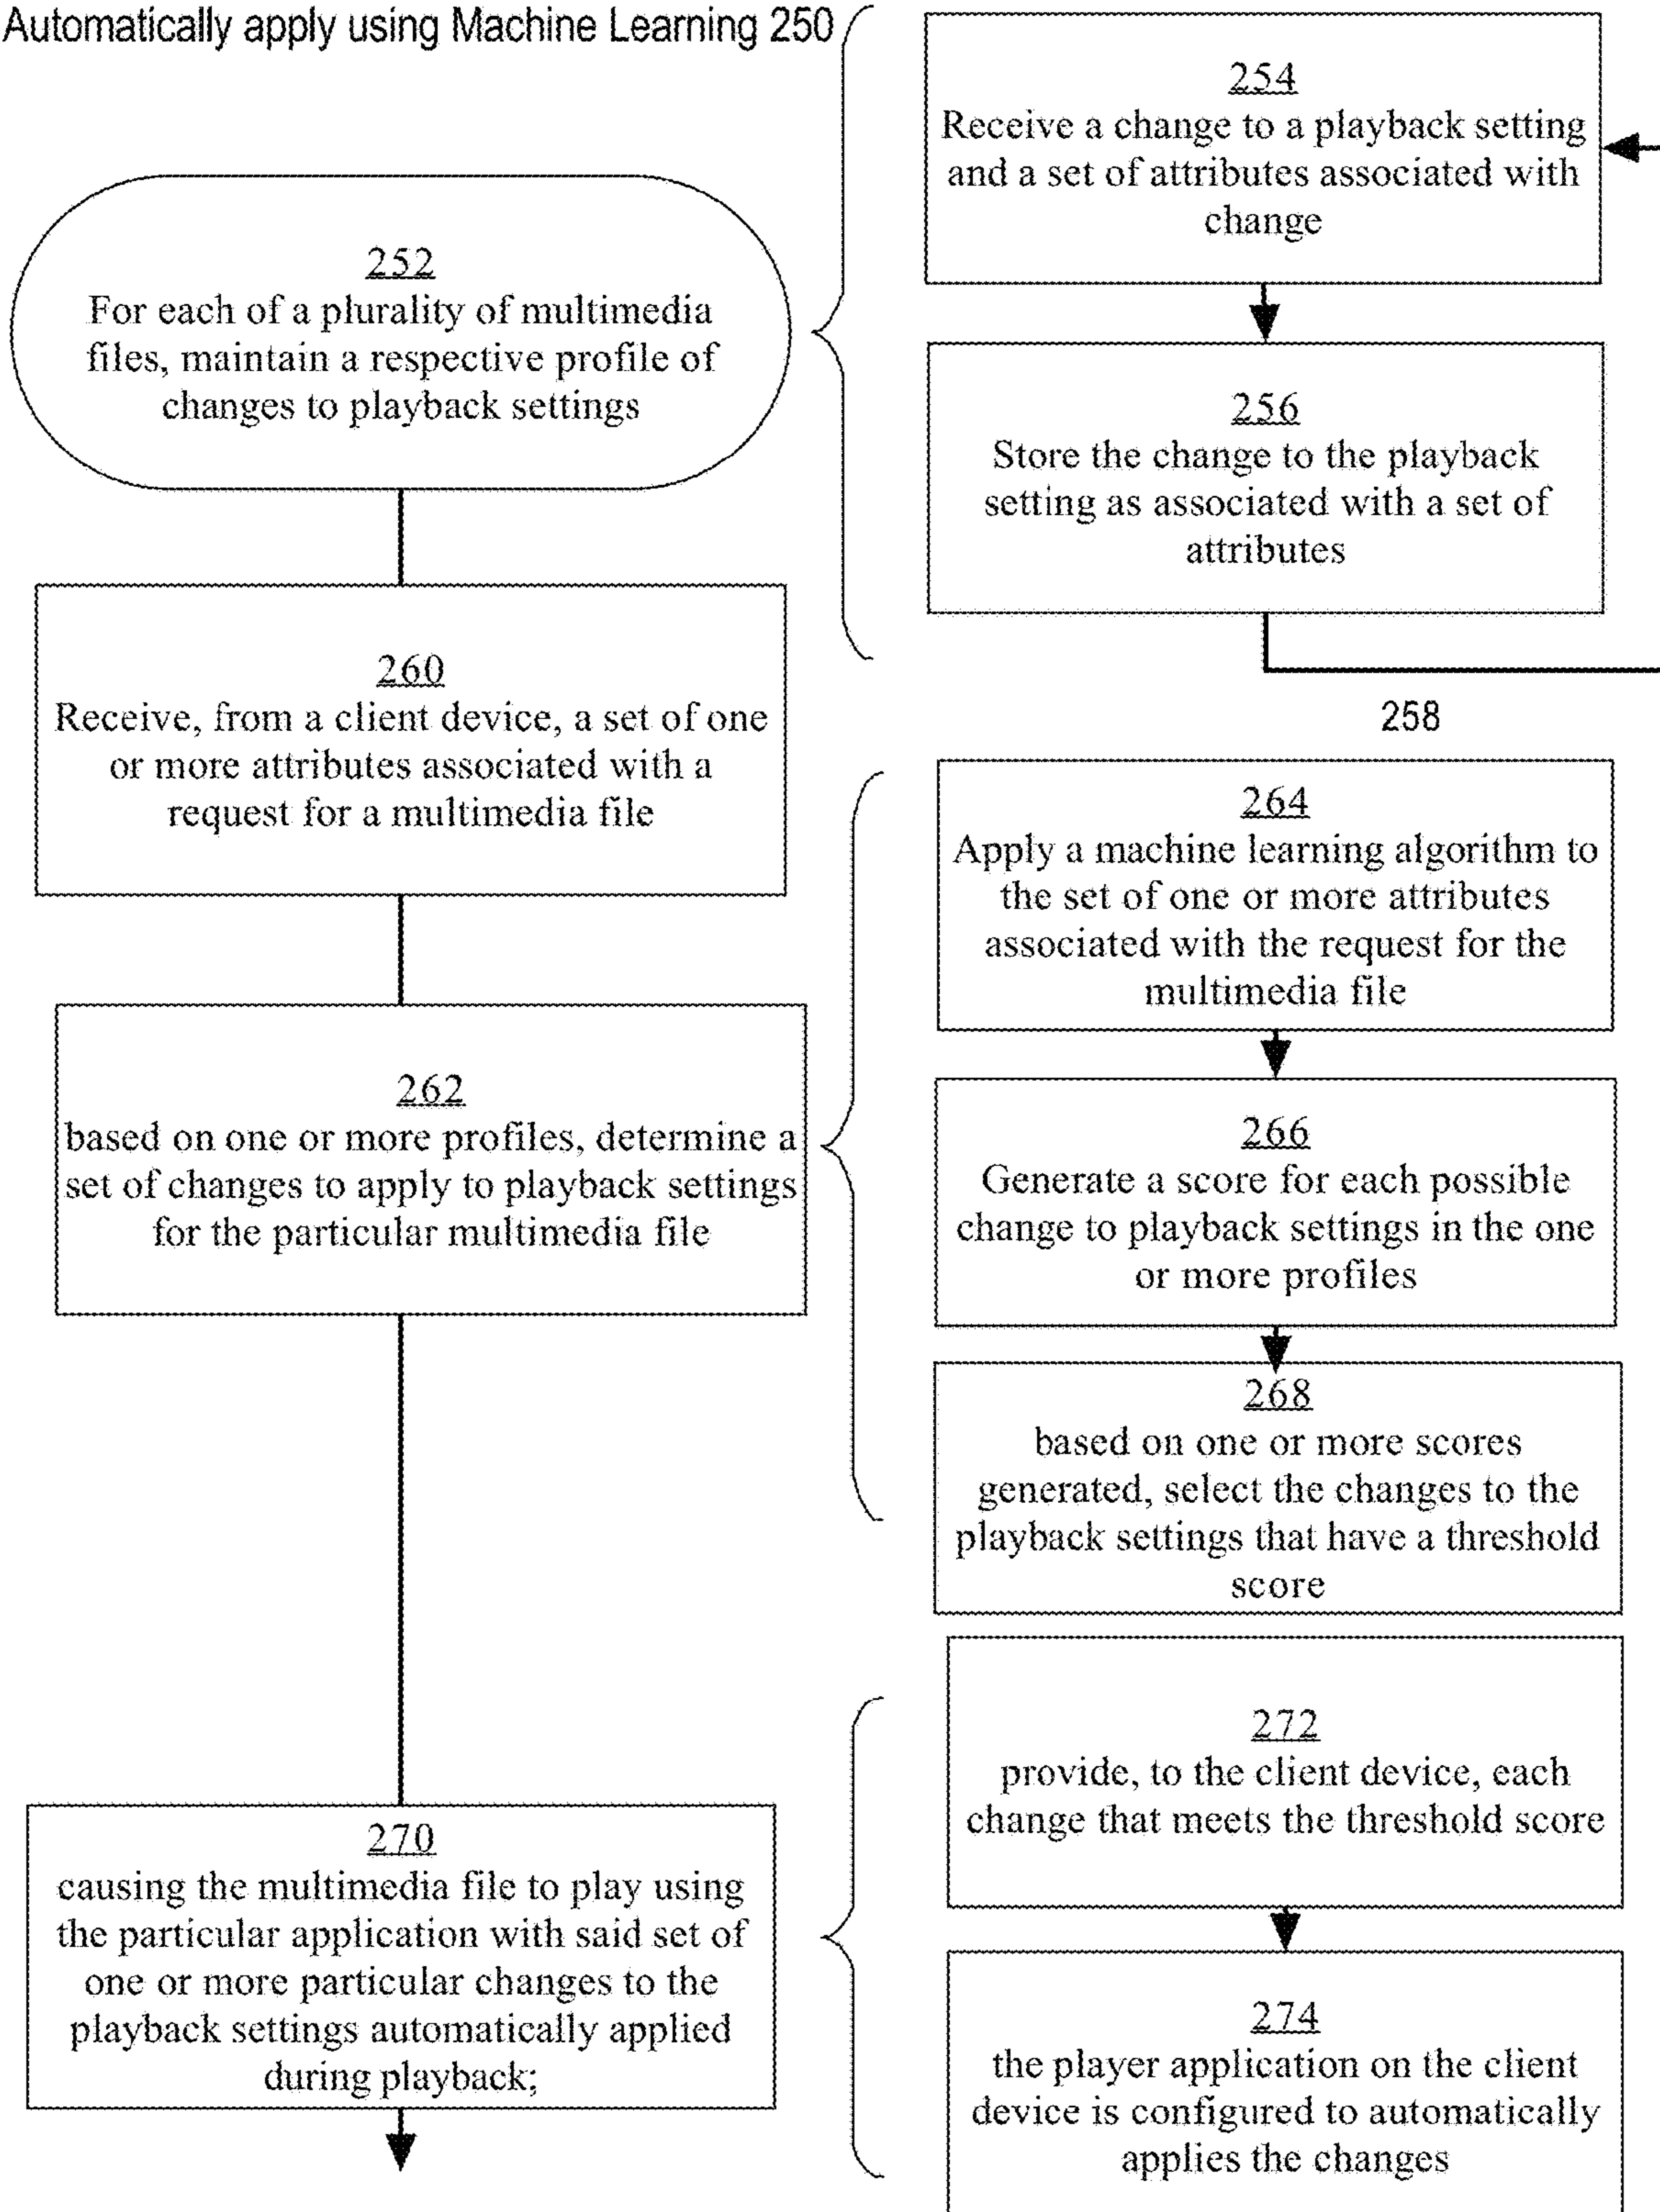 Automatically apply using Machine Learning 250
252
For each of a plurality of multimedia
files, maintain a respective profile of
changes to playback settings
254
Receive a change to a playback setting
and a set of attributes associated with
change
256
Store the change to the playback
setting as associated with a set of
attributes
258
260
Receive, from a client device, a set of one
or more attributes associated with a
request for a multimedia file
262
based on one or more profiles, determine a
set of changes to apply to playback settings
for the particular multimedia file
264
Apply a machine learning algorithm to
the set of one or more attributes
associated with the request for the
multimedia file
266
Generate a score for each possible
change to playback settings in the one
or more profiles
268
based on one or more scores
generated, select the changes to the
playback settings that have a threshold
score
270
causing the multimedia file to play using
the particular application with said set of
one or more particular changes to the
playback settings automatically applied
during playback;
272
provide, to the client device, each
change that meets the threshold score
274
the player application on the client
device is configured to automatically
applies the changes